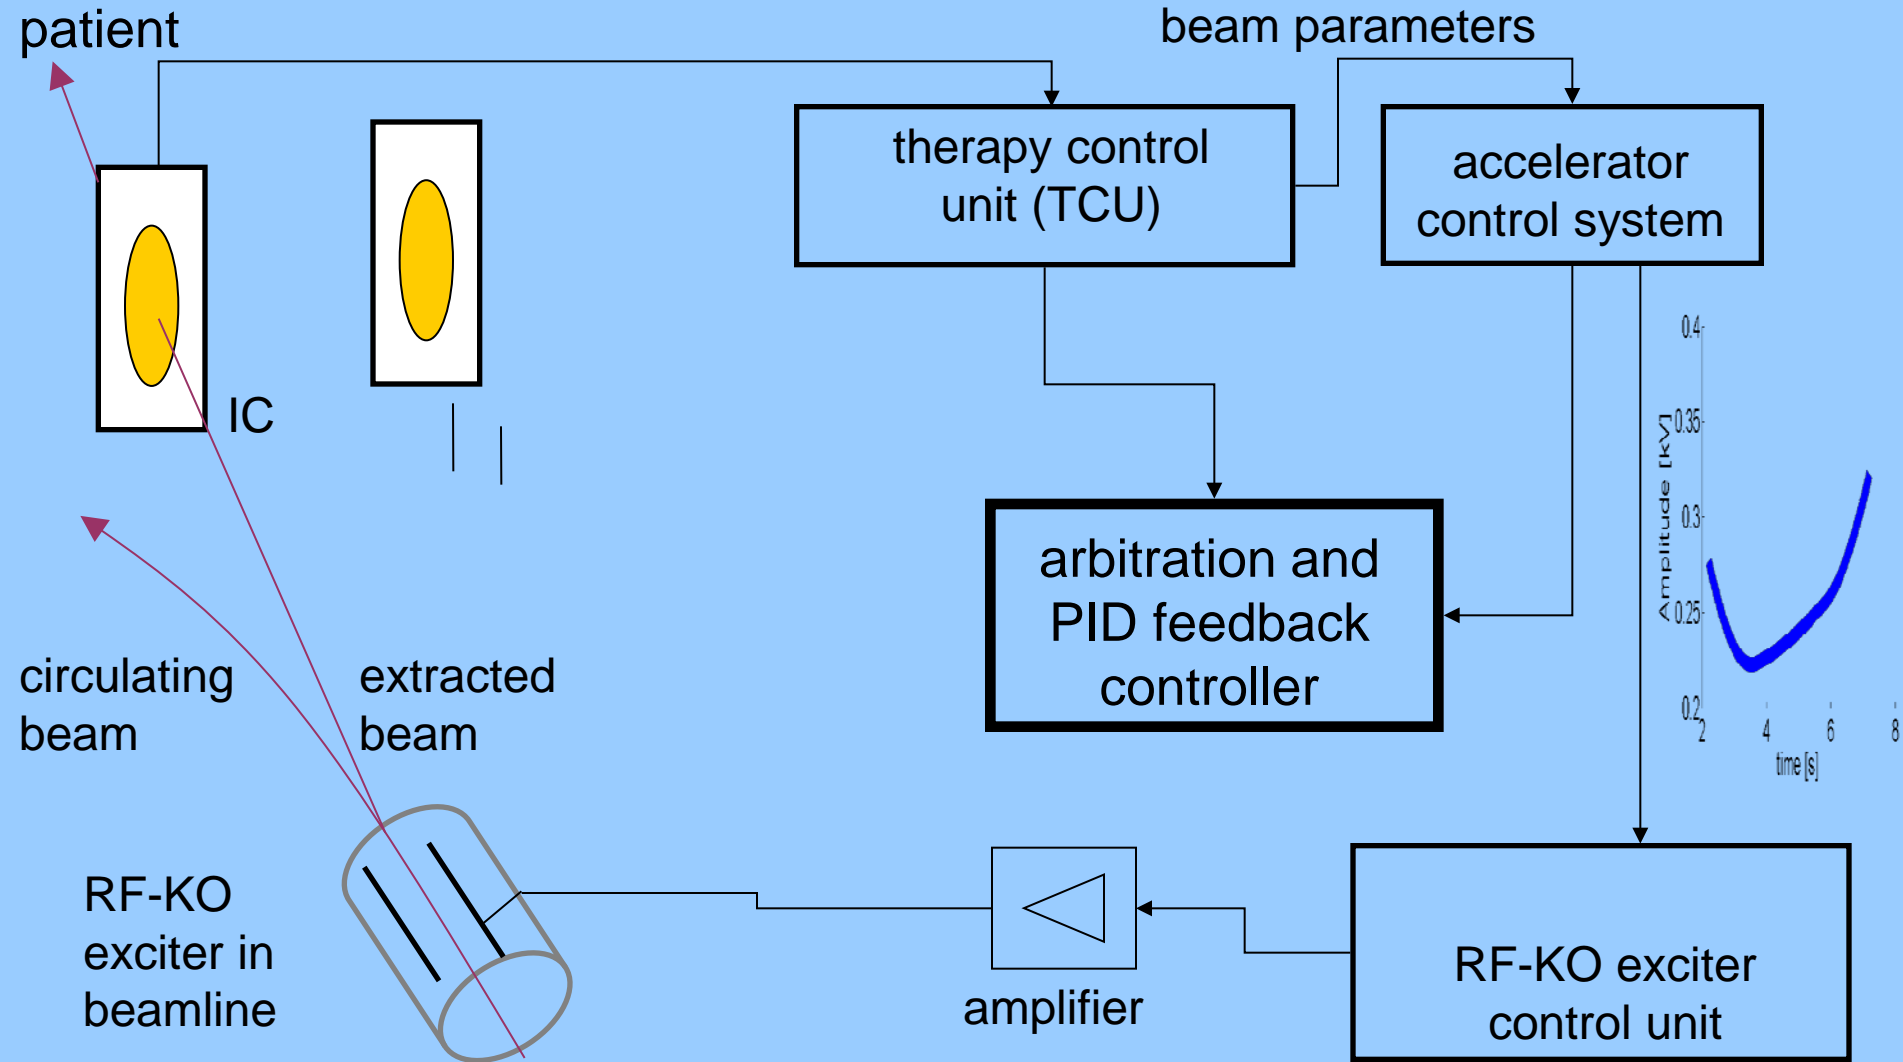 patient
beam parameters
therapy control
unit (TCU)
accelerator
control system
IC
arbitration and
PID feedback
controller
0.4
0.35
0.3
0.25
0.2
Amplitude [kV]
2 4 6 8
time [s]
circulating
beam
extracted
beam
RF-KO
exciter in
beamline
amplifier
RF-KO exciter
control unit